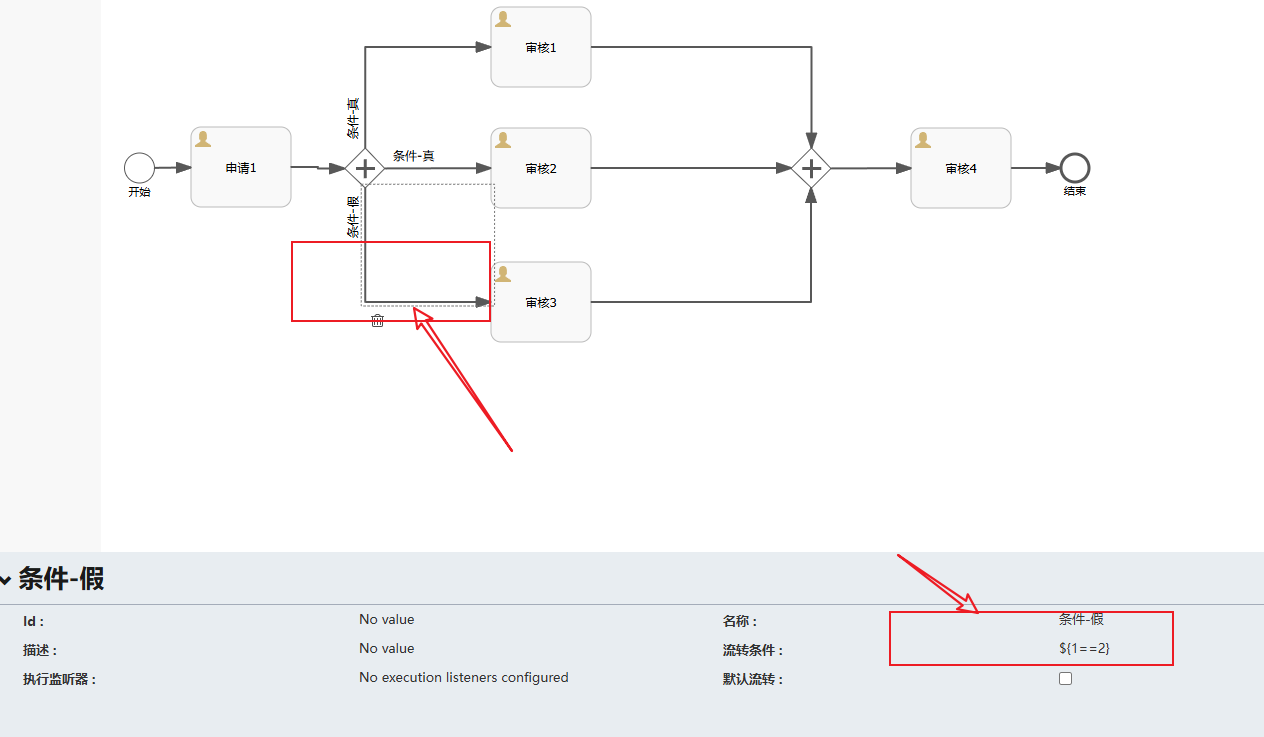 审核1
条件-真
条件-真
申请1
审核2
审核4
开始
结束
条件-假
审核3
条件-假
Id :
No value
名称 :
条件-假
描述 :
No value
流转条件 :
${1==2}
执行监听器 :
No execution listeners configured
默认流转 :